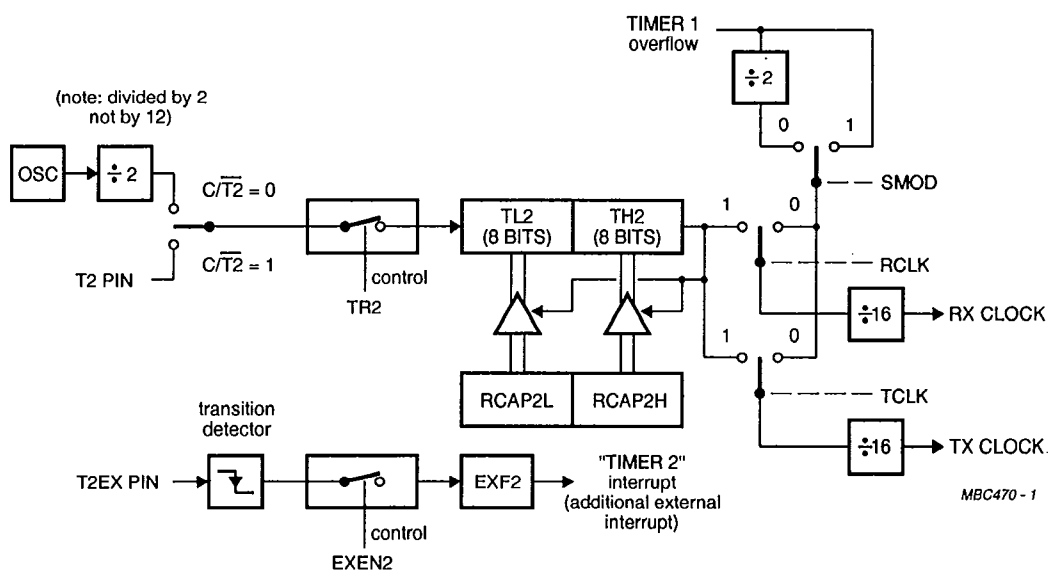 TIMER 1
overflow
÷ 2
(note: divided by 2
not by 12)
0 1
OSC
÷ 2
SMOD
C/T2̅ = 0
TL2
(8 BITS)
TH2
(8 BITS)
1 0
C/T2̅ = 1
T2 PIN
control
RCLK
TR2
÷16
RX CLOCK
1 0
RCAP2L
RCAP2H
TCLK
transition
detector
÷16
TX CLOCK
T2EX PIN
EXF2
"TIMER 2"
interrupt
(additional external
interrupt)
MBC470 - 1
control
EXEN2